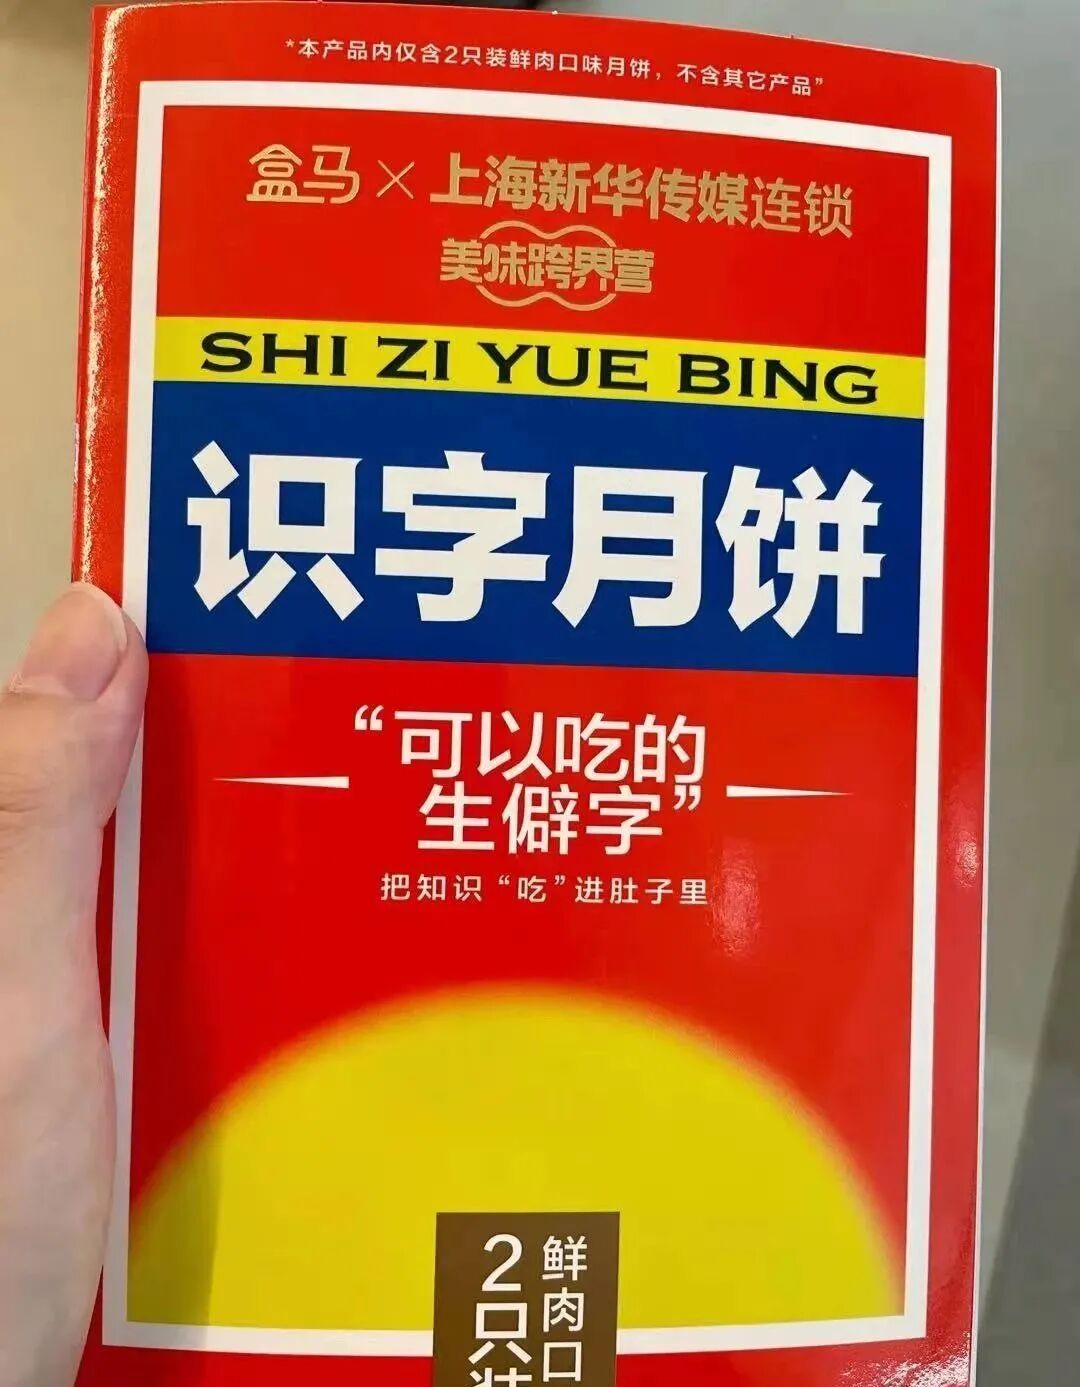 *本产品内仅含2只装鲜肉口味月饼，不含其它产品”
盒马×上海新华传媒连锁
美味跨界营
SHI ZI YUE BING
识字月饼
“可以吃的
生僻字”
把知识“吃”进肚子里
2只装
鲜肉口